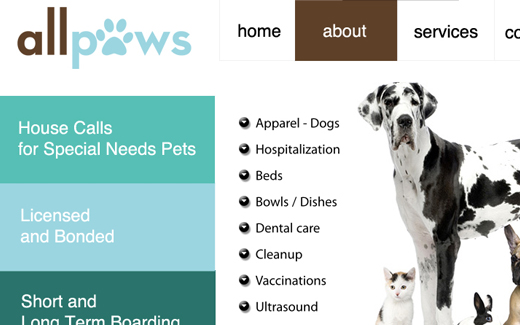 allpaws
home
about
services
House Calls
for Special Needs Pets
Licensed
and Bonded
Short and
Long Term Boarding
Apparel - Dogs
Hospitalization
Beds
Bowls / Dishes
Dental care
Cleanup
Vaccinations
Ultrasound